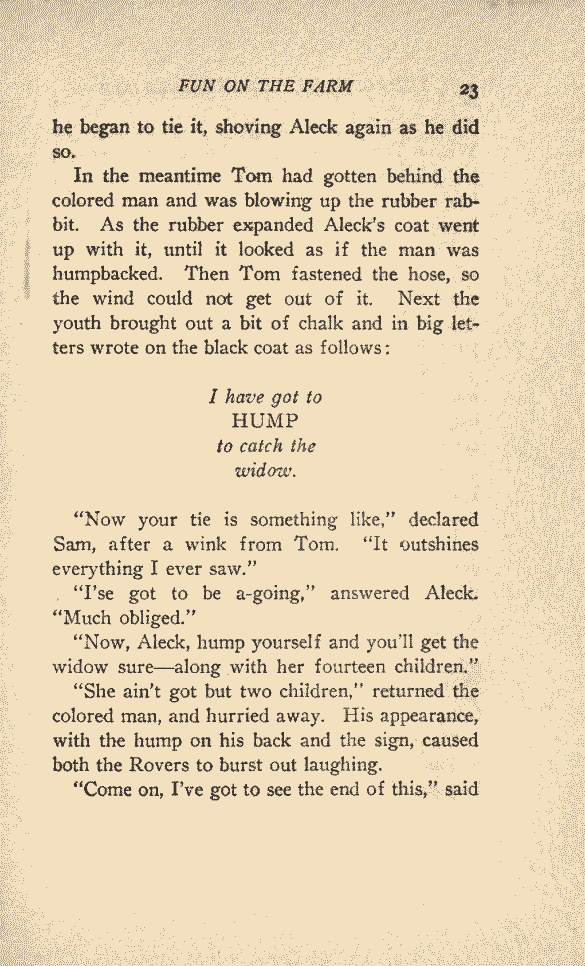 FUN ON THE FARM 23
he began to tie it, shoving Aleck again as he did
so.
In the meantime Tom had gotten behind the
colored man and was blowing up the rubber rab-
bit. As the rubber expanded Aleck's coat went
up with it, until it looked as if the man was
humpbacked. Then Tom fastened the hose, so
the wind could not get out of it. Next the
youth brought out a bit of chalk and in big let-
ters wrote on the black coat as follows:
I have got to
HUMP
to catch the
widow.
"Now your tie is something like," declared
Sam, after a wink from Tom. "It outshines
everything I ever saw."
"I'se got to be a-going," answered Aleck.
"Much obliged."
"Now, Aleck, hump yourself and you'll get the
widow sure—along with her fourteen children."
"She ain't got but two children," returned the
colored man, and hurried away. His appearance,
with the hump on his back and the sign, caused
both the Rovers to burst out laughing.
"Come on, I've got to see the end of this," said